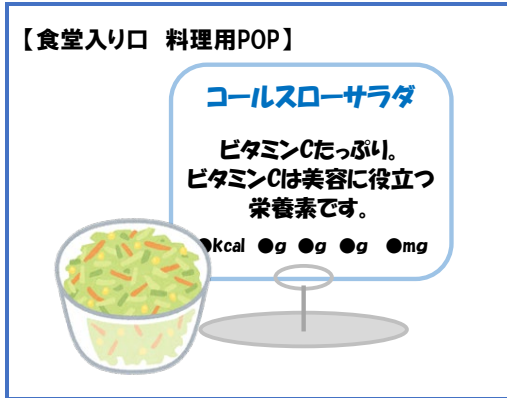 【食堂入り口　料理用POP】
コールスローサラダ
ビタミンCたっぷり。
ビタミンCは美容に役立つ
栄養素です。
●kcal ●g ●g ●g ●mg